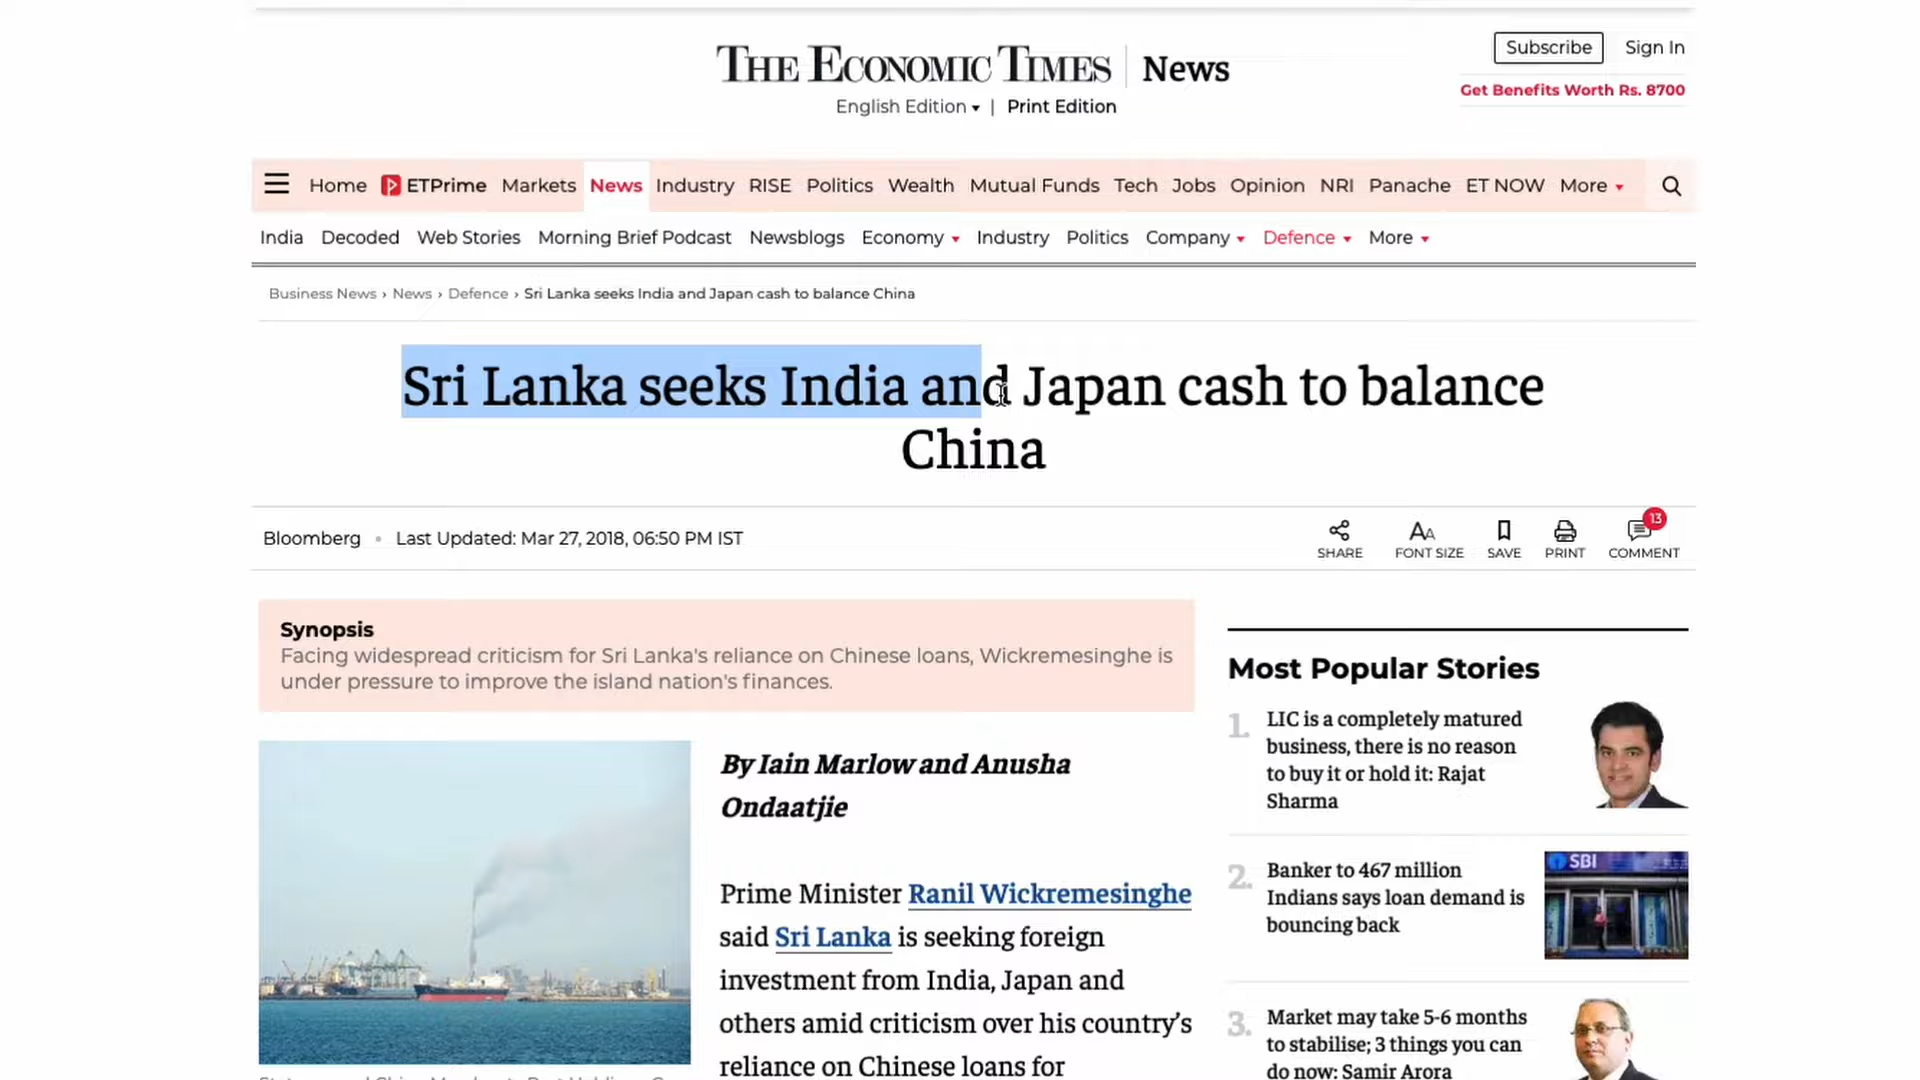 THE ECONOMIC TIMES News
Subscribe Sign In
Get Benefits Worth Rs. 8700
English Edition | Print Edition
Home ETPrime Markets News Industry RISE Politics Wealth Mutual Funds Tech Jobs Opinion NRI Panache ET NOW More
India Decoded Web Stories Morning Brief Podcast Newsblogs Economy Industry Politics Company Defence More
Business News › News › Defence › Sri Lanka seeks India and Japan cash to balance China
Sri Lanka seeks India and Japan cash to balance
China
Bloomberg • Last Updated: Mar 27, 2018, 06:50 PM IST
SHARE
AA
FONT SIZE
SAVE
PRINT
13
COMMENT
Synopsis
Facing widespread criticism for Sri Lanka's reliance on Chinese loans, Wickremesinghe is
under pressure to improve the island nation's finances.
By Iain Marlow and Anusha
Ondaatjie
Prime Minister Ranil Wickremesinghe
said Sri Lanka is seeking foreign
investment from India, Japan and
others amid criticism over his country’s
reliance on Chinese loans for
Most Popular Stories
1. LIC is a completely matured
business, there is no reason
to buy it or hold it: Rajat
Sharma
2. Banker to 467 million
Indians says loan demand is
bouncing back
SBI
3. Market may take 5-6 months
to stabilise; 3 things you can
do now: Samir Arora